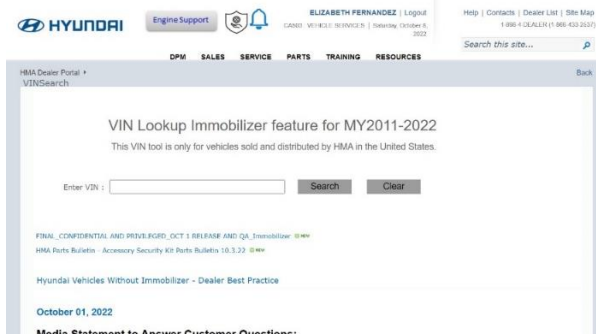 HYUNDAI
Engine Support
ELIZABETH FERNANDEZ | Logout
VEHICLE SERVICES | Saturday, October 8, 2022
Help | Contacts | Dealer List | Site Map
Search this site...
DPM SALES SERVICE PARTS TRAINING RESOURCES
HMA Dealer Portal
Back
VINSearch
VIN Lookup Immobilizer feature for MY2011-2022
This VIN tool is only for vehicles sold and distributed by HMA in the United States.
Enter VIN :
Search
Clear
FINAL_CONFIDENTIAL AND PRIVILEGED_OCT 1 RELEASE AND QA_Immobilizer
HMA Parts Bulletin - Accessory Security Kit Parts Bulletin 10.3.22
Hyundai Vehicles Without Immobilizer - Dealer Best Practice
October 01, 2022
Media Statement to Answer Customer Questions: